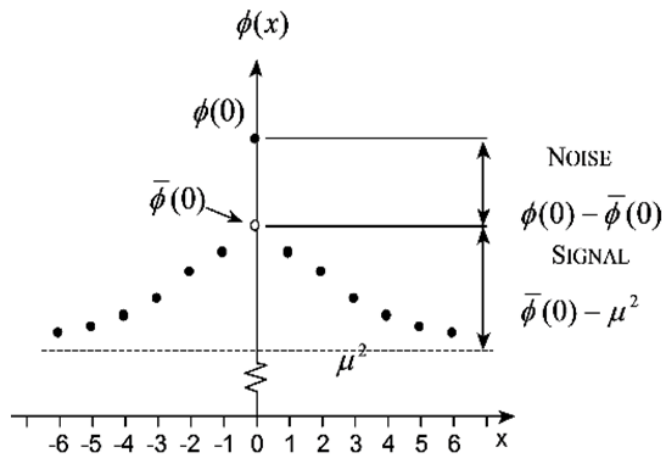 ϕ(x)
ϕ(0)
NOISE
ϕ̅(0)
ϕ(0) − ϕ̅(0)
SIGNAL
ϕ̅(0) − μ²
μ²
-6 -5 -4 -3 -2 -1 0 1 2 3 4 5 6 x